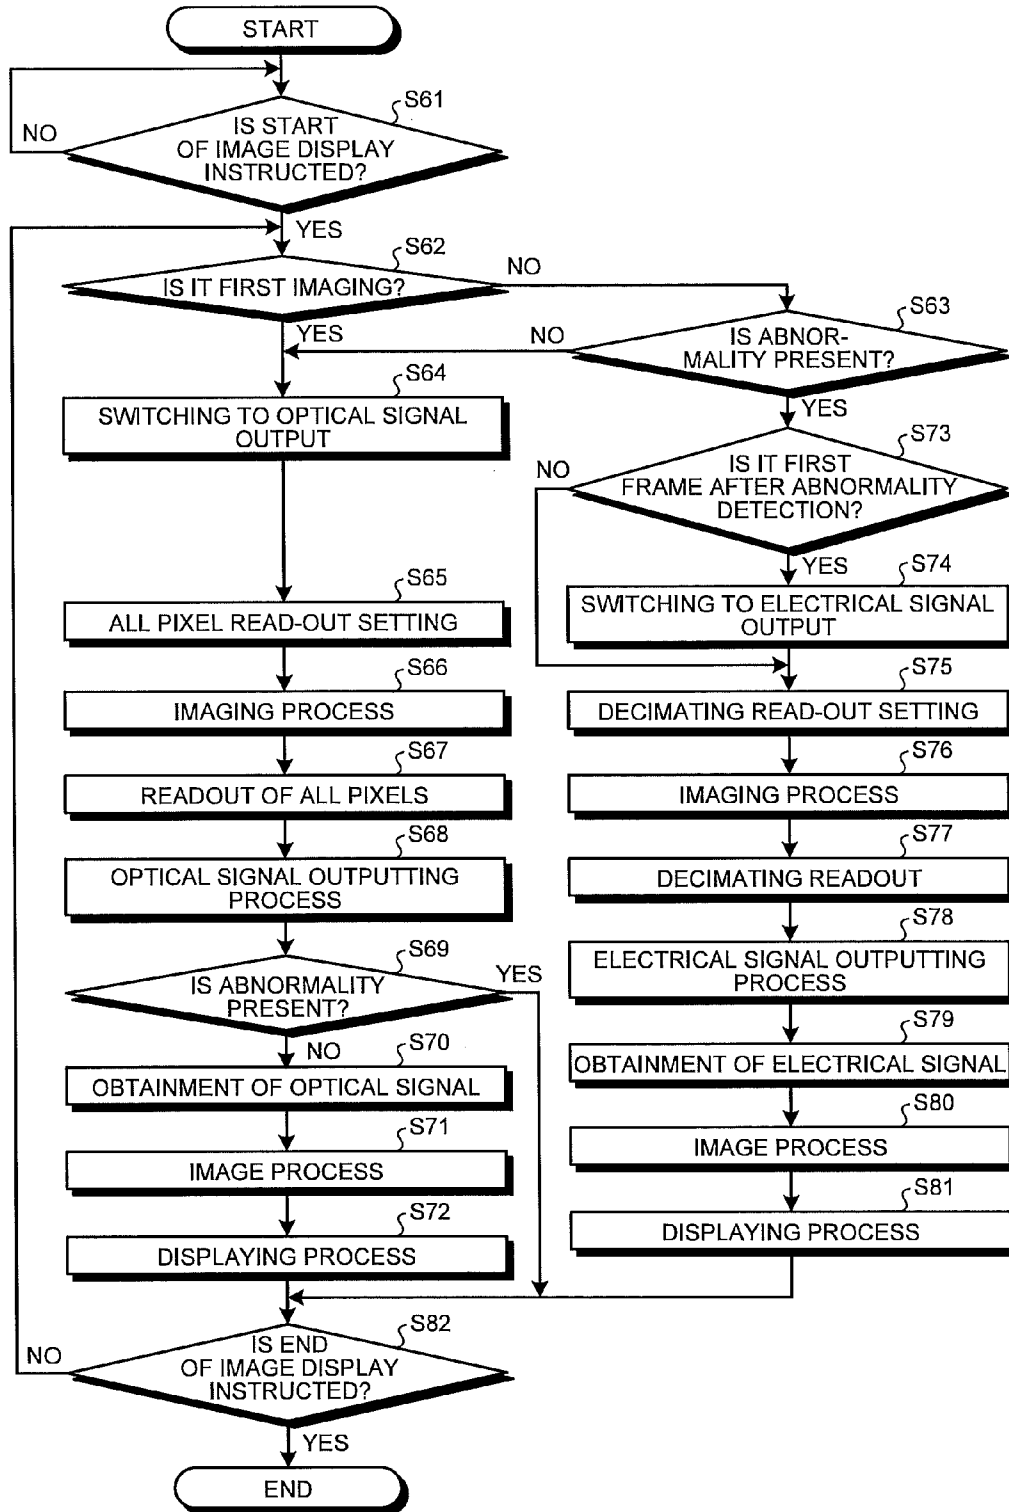 START
S61
IS START
OF IMAGE DISPLAY
INSTRUCTED?
NO
YES
S62
IS IT FIRST IMAGING?
NO
YES
S63
IS ABNOR-
MALITY PRESENT?
NO
YES
S64
SWITCHING TO OPTICAL SIGNAL
OUTPUT
S65
ALL PIXEL READ-OUT SETTING
S66
IMAGING PROCESS
S67
READOUT OF ALL PIXELS
S68
OPTICAL SIGNAL OUTPUTTING
PROCESS
S69
IS ABNORMALITY
PRESENT?
YES
NO
S70
OBTAINMENT OF OPTICAL SIGNAL
S71
IMAGE PROCESS
S72
DISPLAYING PROCESS
S73
IS IT FIRST
FRAME AFTER ABNORMALITY
DETECTION?
NO
YES
S74
SWITCHING TO ELECTRICAL SIGNAL
OUTPUT
S75
DECIMATING READ-OUT SETTING
S76
IMAGING PROCESS
S77
DECIMATING READOUT
S78
ELECTRICAL SIGNAL OUTPUTTING
PROCESS
S79
OBTAINMENT OF ELECTRICAL SIGNAL
S80
IMAGE PROCESS
S81
DISPLAYING PROCESS
S82
IS END
OF IMAGE DISPLAY
INSTRUCTED?
NO
YES
END